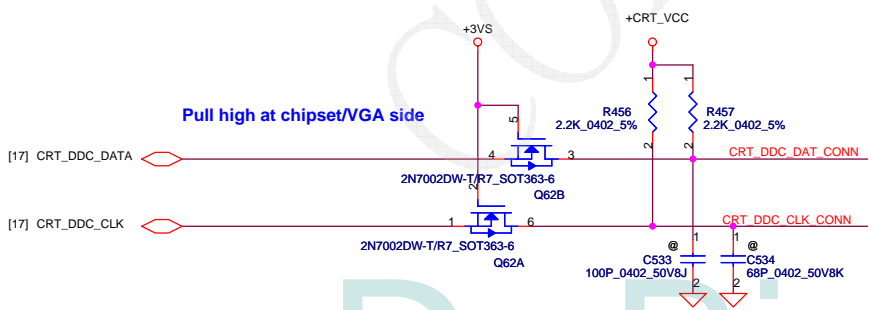 +CRT_VCC
+3VS
Pull high at chipset/VGA side
1 1
R456 R457
2.2K_0402_5% 2.2K_0402_5%
5
2 2
[17] CRT_DDC_DATA 4 3 CRT_DDC_DAT_CONN
2N7002DW-T/R7_SOT363-6
Q62B
2
[17] CRT_DDC_CLK 1 6 CRT_DDC_CLK_CONN
2N7002DW-T/R7_SOT363-6
Q62A
1 @ 1 @
C533 C534
100P_0402_50V8J 68P_0402_50V8K
2 2